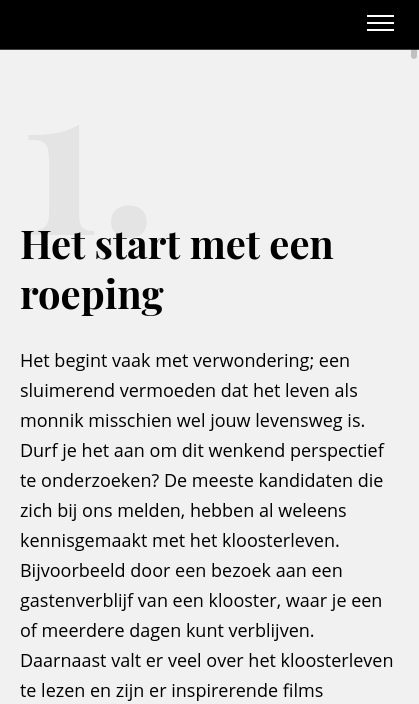 1.
Het start met een
roeping
Het begint vaak met verwondering; een
sluimerend vermoeden dat het leven als
monnik misschien wel jouw levensweg is.
Durf je het aan om dit wenkend perspectief
te onderzoeken? De meeste kandidaten die
zich bij ons melden, hebben al weleens
kennisgemaakt met het kloosterleven.
Bijvoorbeeld door een bezoek aan een
gastenverblijf van een klooster, waar je een
of meerdere dagen kunt verblijven.
Daarnaast valt er veel over het kloosterleven
te lezen en zijn er inspirerende films